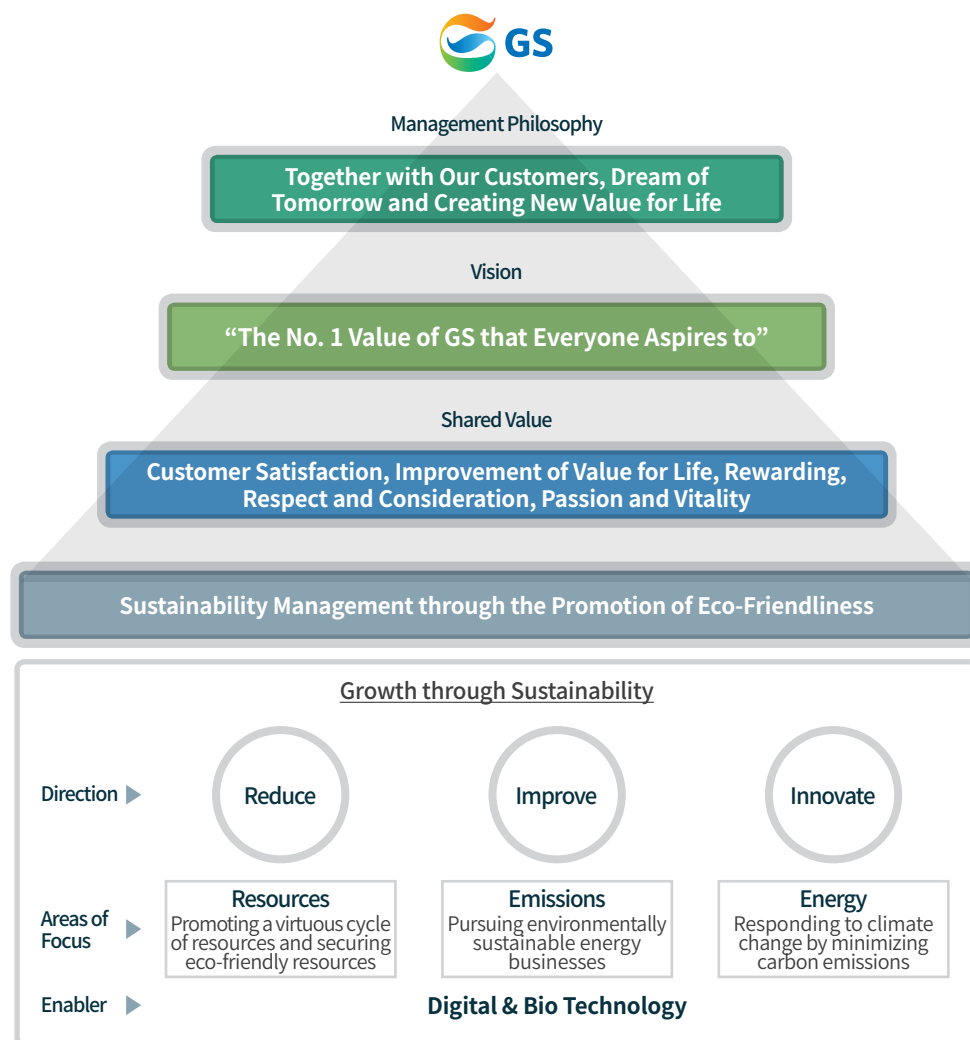 GS
Management Philosophy
Together with Our Customers, Dream of
Tomorrow and Creating New Value for Life
Vision
“The No. 1 Value of GS that Everyone Aspires to”
Shared Value
Customer Satisfaction, Improvement of Value for Life, Rewarding,
Respect and Consideration, Passion and Vitality
Sustainability Management through the Promotion of Eco-Friendliness
Growth through Sustainability
Direction
Reduce
Improve
Innovate
Areas of
Focus
Resources
Promoting a virtuous cycle
of resources and securing
eco-friendly resources
Emissions
Pursuing environmentally
sustainable energy
businesses
Energy
Responding to climate
change by minimizing
carbon emissions
Enabler
Digital & Bio Technology